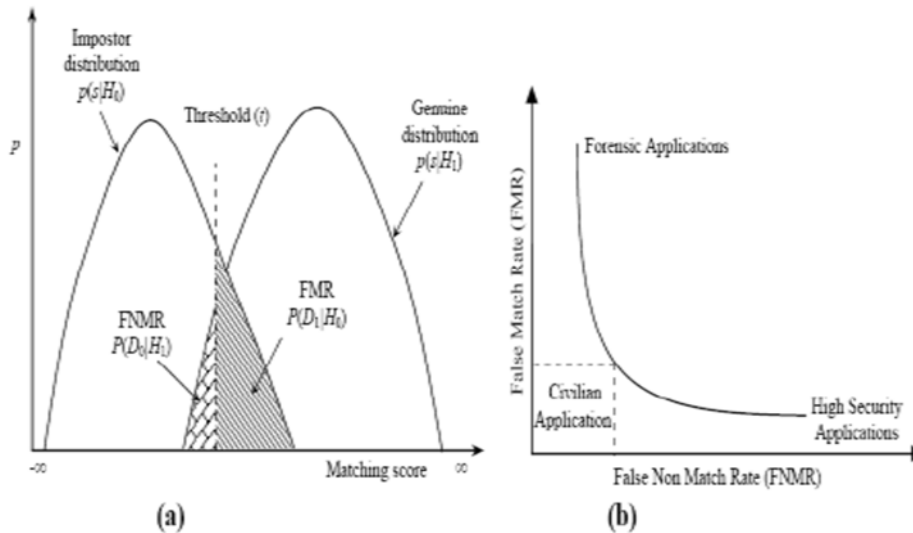 Impostor
distribution
p(s|H₀)
Threshold (t)
Genuine
distribution
p(s|H₁)
p
FNMR
P(D₀|H₁)
FMR
P(D₁|H₀)
-∞
Matching score
∞
(a)
Forensic Applications
False Match Rate (FMR)
Civilian
Application
High Security
Applications
False Non Match Rate (FNMR)
(b)